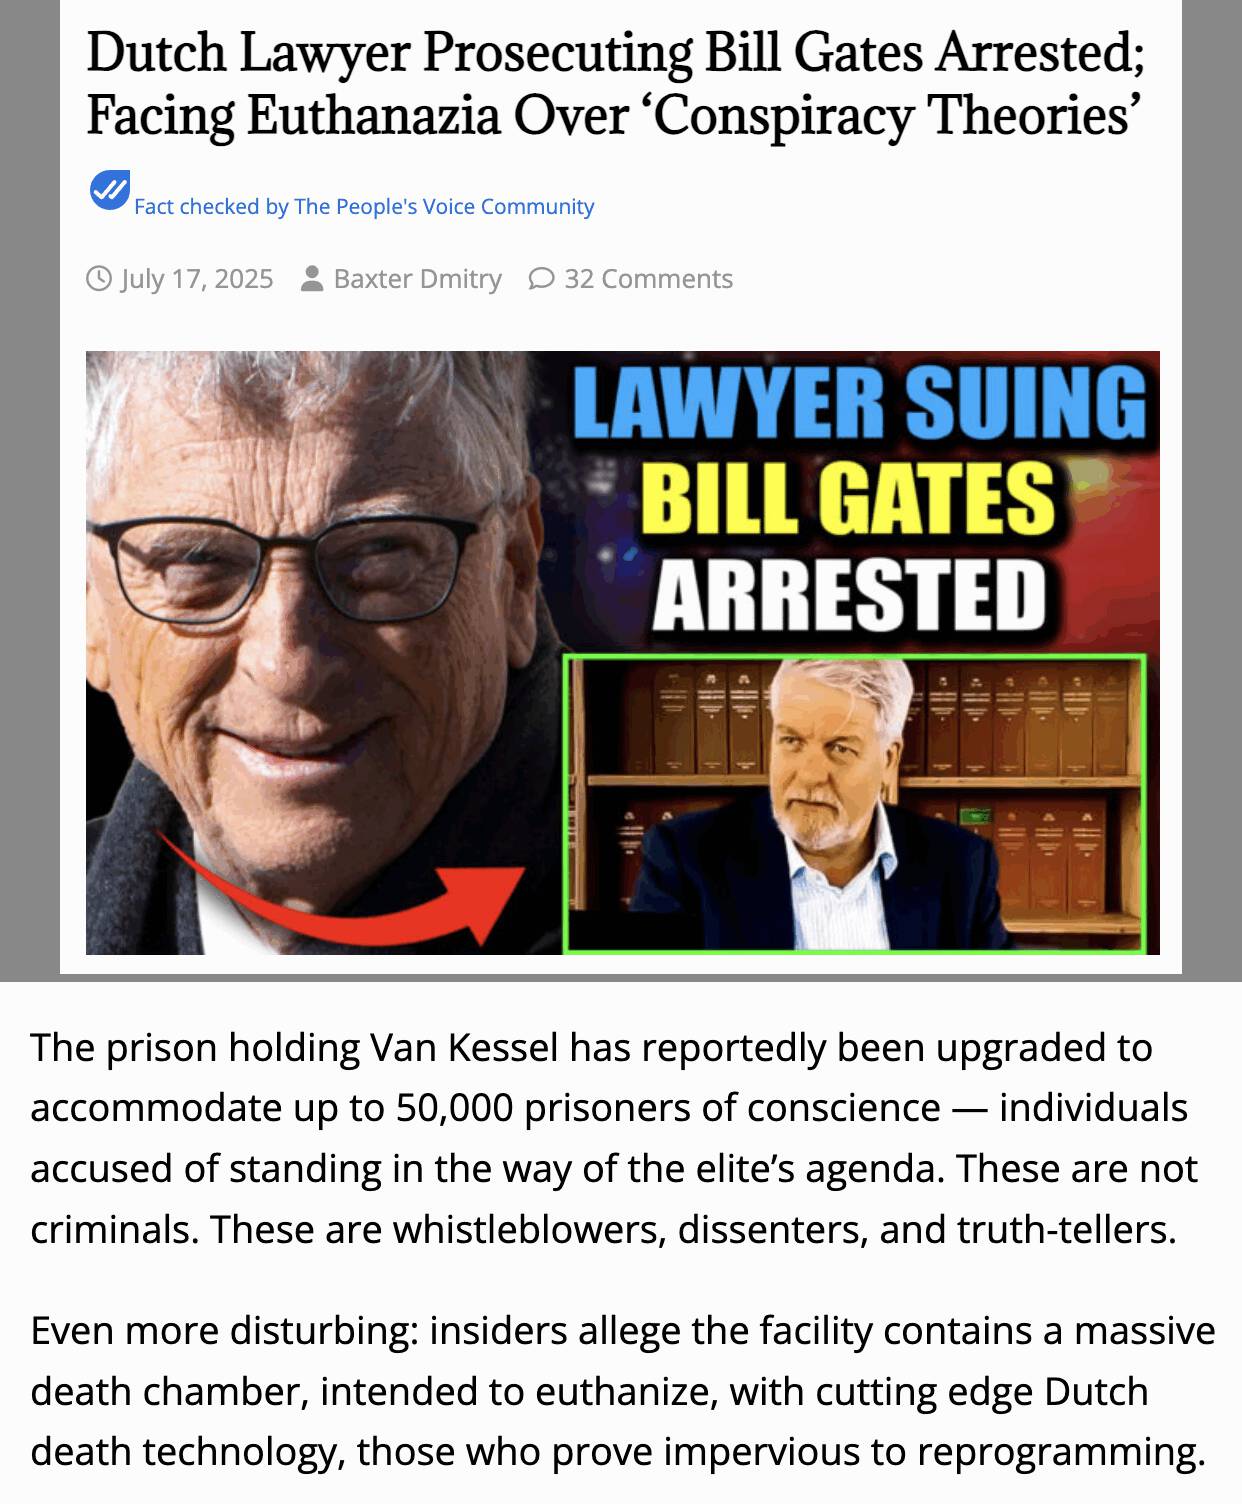 Dutch Lawyer Prosecuting Bill Gates Arrested;
Facing Euthanazia Over ‘Conspiracy Theories’
Fact checked by The People's Voice Community
July 17, 2025 Baxter Dmitry 32 Comments
LAWYER SUING
BILL GATES
ARRESTED
The prison holding Van Kessel has reportedly been upgraded to
accommodate up to 50,000 prisoners of conscience — individuals
accused of standing in the way of the elite’s agenda. These are not
criminals. These are whistleblowers, dissenters, and truth-tellers.
Even more disturbing: insiders allege the facility contains a massive
death chamber, intended to euthanize, with cutting edge Dutch
death technology, those who prove impervious to reprogramming.